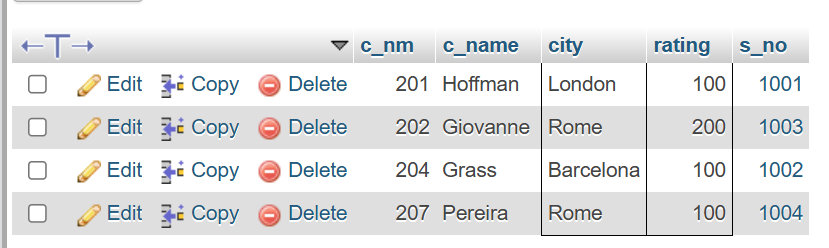 c_nm c_name city rating s_no
Edit Copy Delete 201 Hoffman London 100 1001
Edit Copy Delete 202 Giovanne Rome 200 1003
Edit Copy Delete 204 Grass Barcelona 100 1002
Edit Copy Delete 207 Pereira Rome 100 1004